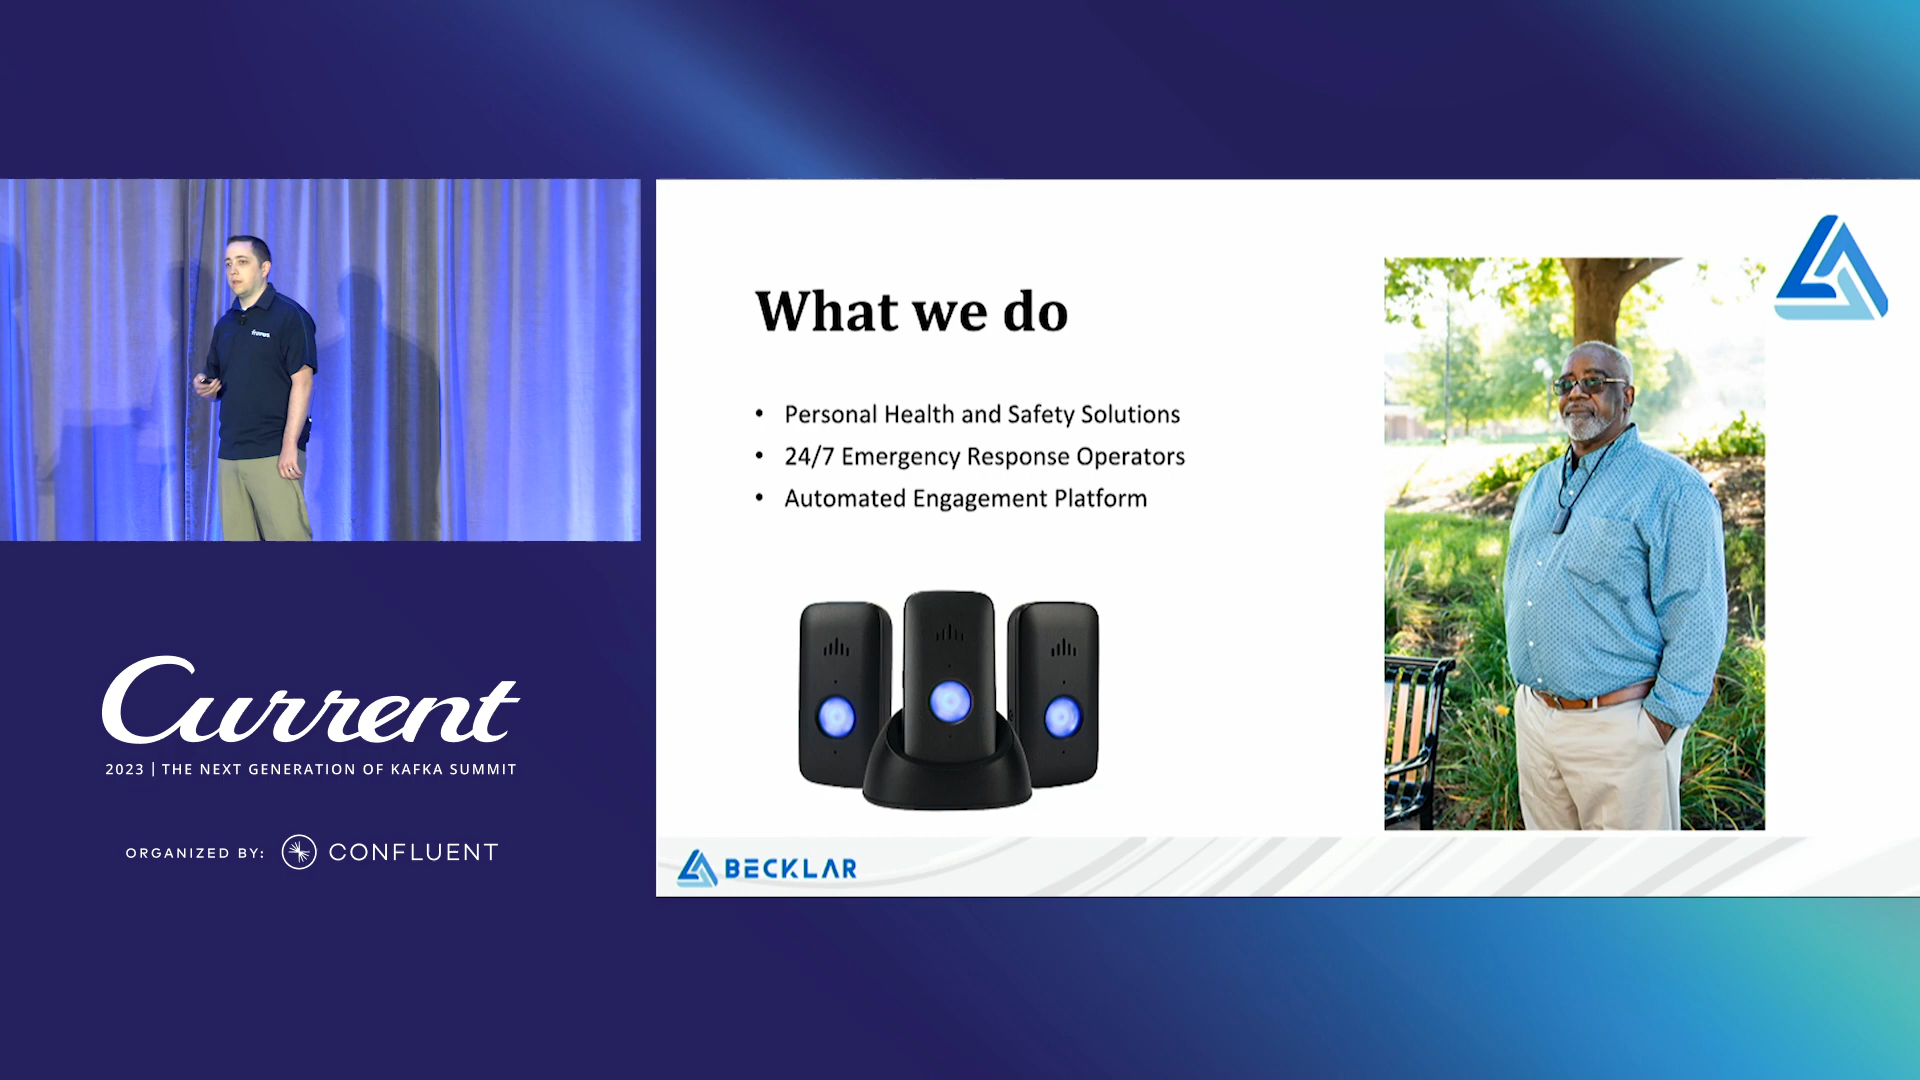 What we do
• Personal Health and Safety Solutions
• 24/7 Emergency Response Operators
• Automated Engagement Platform
BECKLAR
Current
2023 | THE NEXT GENERATION OF KAFKA SUMMIT
ORGANIZED BY: CONFLUENT